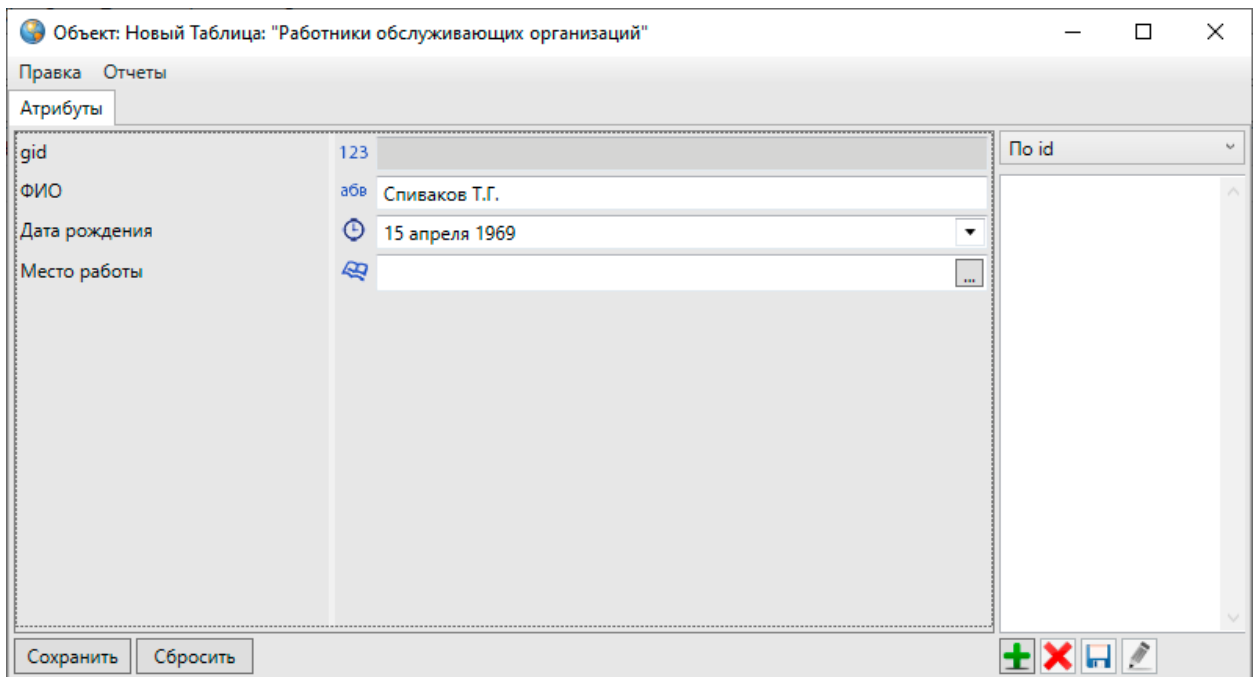 Объект: Новый Таблица: "Работники обслуживающих организаций"
Правка Отчеты
Атрибуты
gid 123
По id
ФИО абв Спиваков Т.Г.
Дата рождения 15 апреля 1969
Место работы ...
Сохранить Сбросить